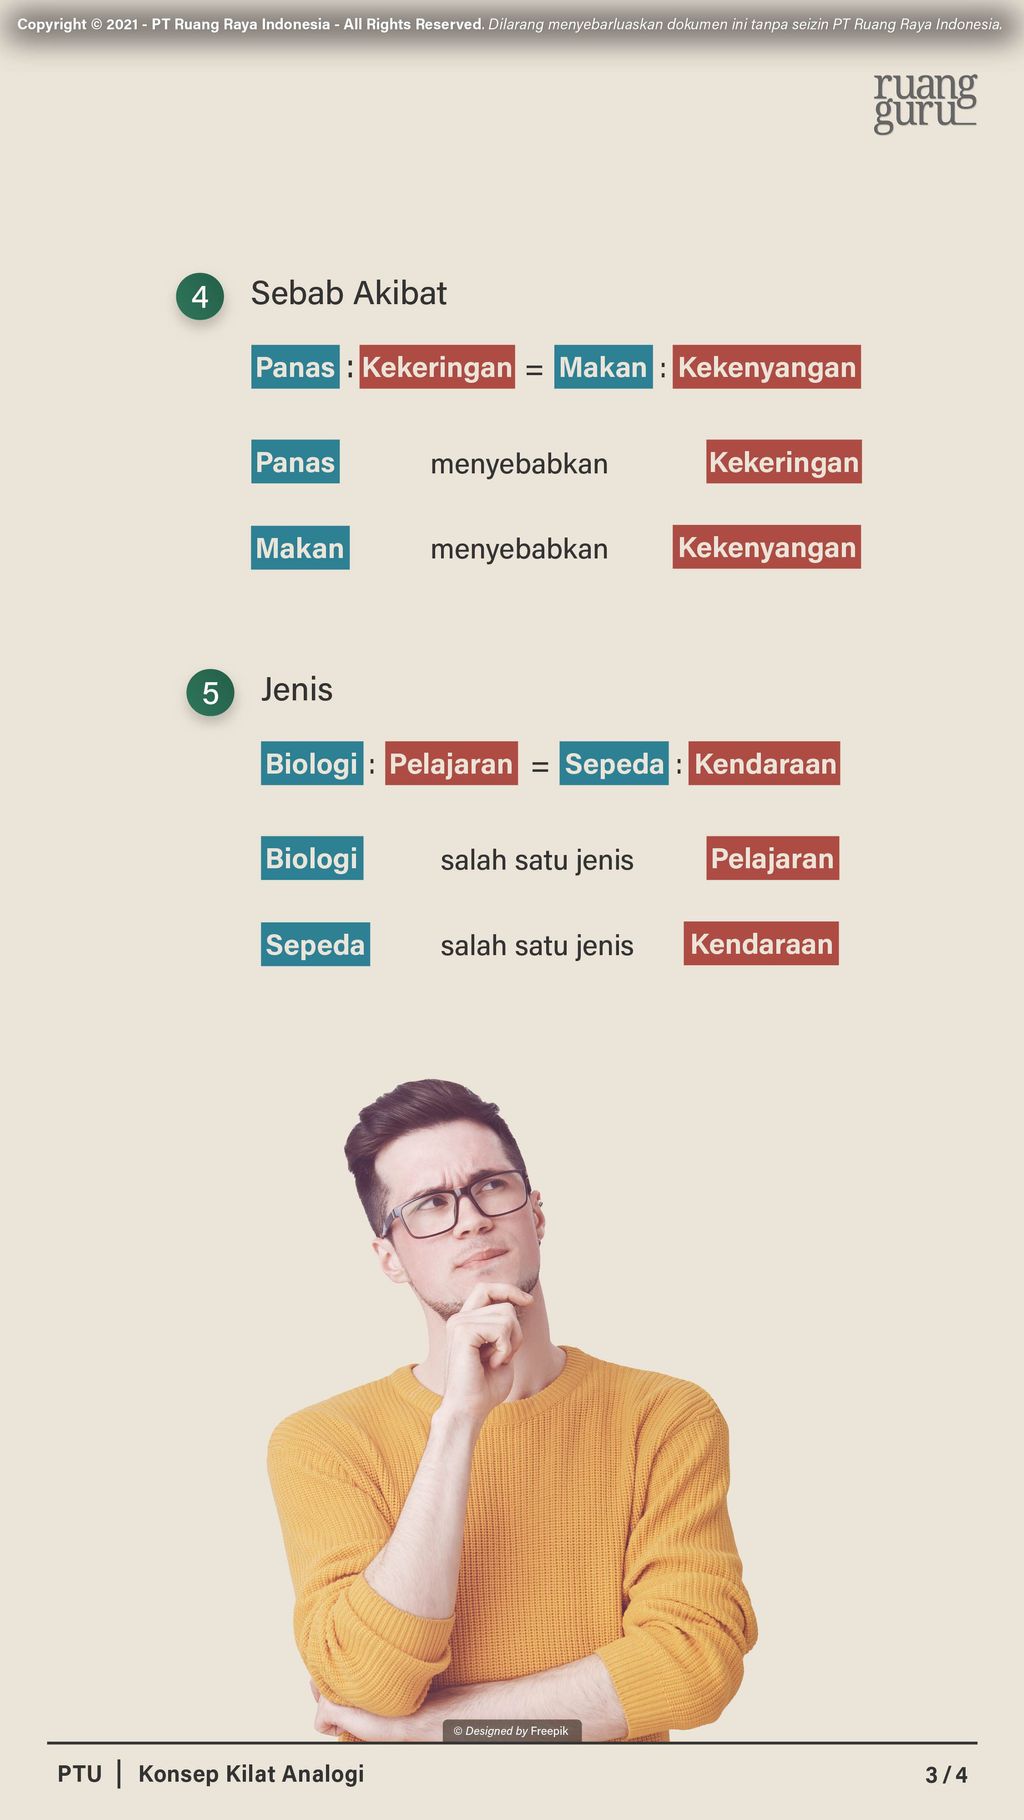 Copyright © 2021 - PT Ruang Raya Indonesia - All Rights Reserved. Dilarang menyebarluaskan dokumen ini tanpa seizin PT Ruang Raya Indonesia.
ruang
guru
4 Sebab Akibat
Panas : Kekeringan = Makan : Kekenyangan
Panas menyebabkan Kekeringan
Makan menyebabkan Kekenyangan
5 Jenis
Biologi : Pelajaran = Sepeda : Kendaraan
Biologi salah satu jenis Pelajaran
Sepeda salah satu jenis Kendaraan
© Designed by Freepik
PTU | Konsep Kilat Analogi 3 / 4